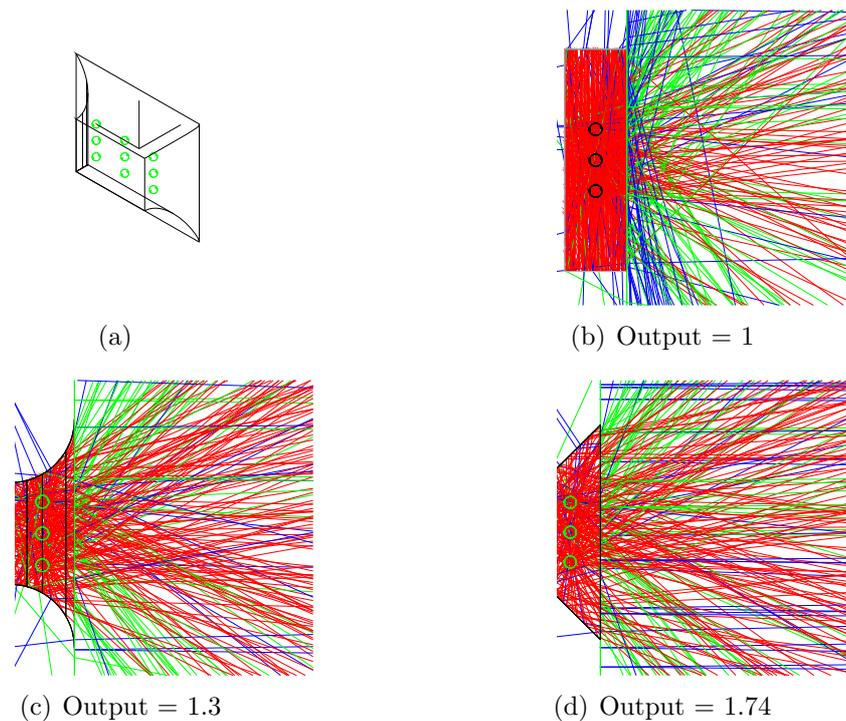 (a)
(b) Output = 1
(c) Output = 1.3
(d) Output = 1.74